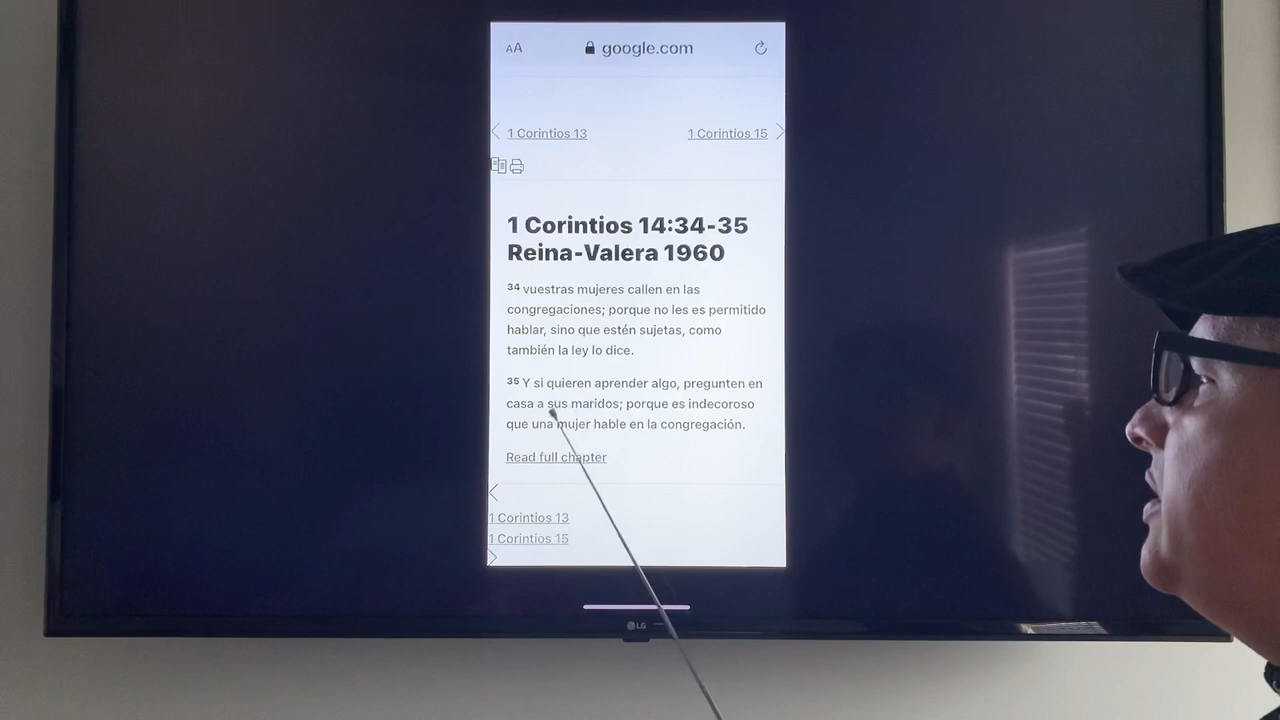 AA google.com
1 Corintios 13 1 Corintios 15
1 Corintios 14:34-35
Reina-Valera 1960
34 vuestras mujeres callen en las
congregaciones; porque no les es permitido
hablar, sino que estén sujetas, como
también la ley lo dice.
35 Y si quieren aprender algo, pregunten en
casa a sus maridos; porque es indecoroso
que una mujer hable en la congregación.
Read full chapter
1 Corintios 13
1 Corintios 15
LG